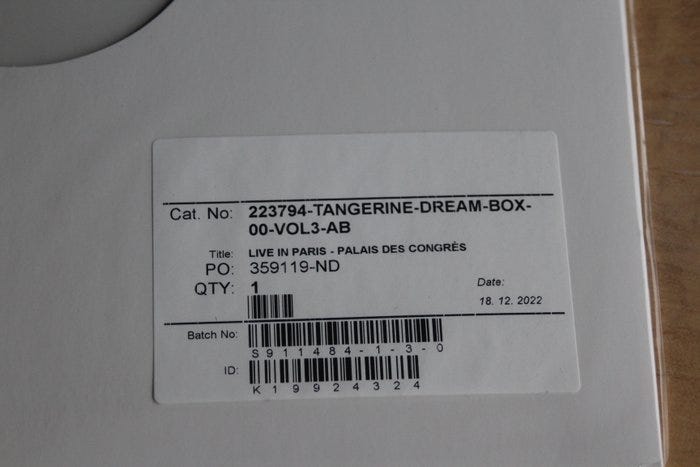 Cat. No: 223794-TANGERINE-DREAM-BOX-
00-VOL3-AB
Title: LIVE IN PARIS - PALAIS DES CONGRÈS
PO: 359119-ND
QTY: 1
Date:
18. 12. 2022
Batch No:
S911484-1-3-0
ID:
K19924324